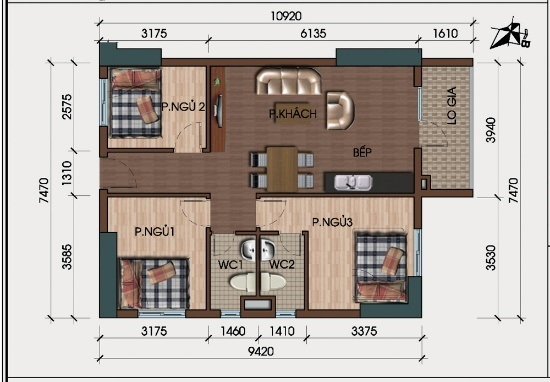 10920
3175 6135 1610
B
P.NGỦ 2
P.KHÁCH
LO GIA
BẾP
2575
1310
3585
7470
3940
3530
7470
P.NGỦ1
P.NGỦ3
WC1
WC2
3175 1460 1410 3375
9420